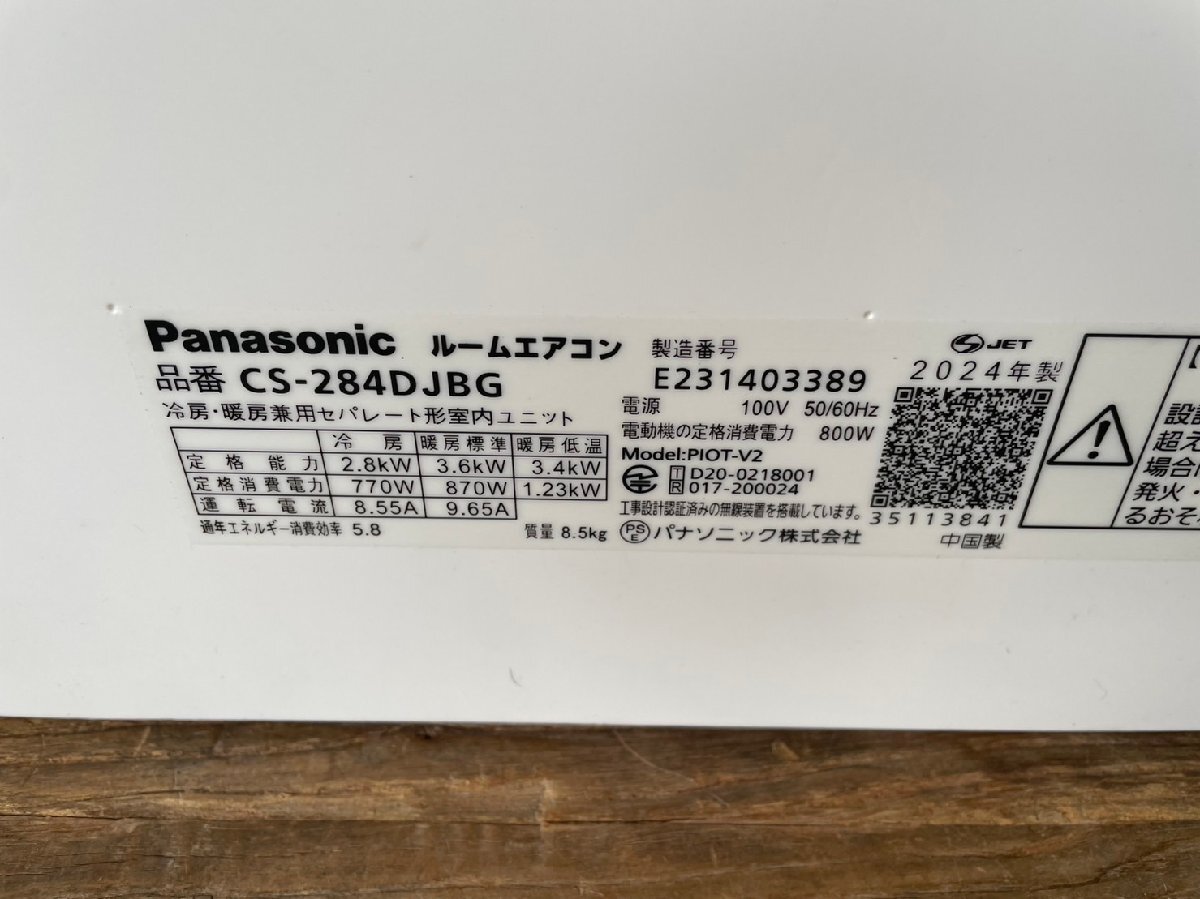 Panasonic ルームエアコン
品番 CS-284DJBG
冷房・暖房兼用セパレート形室内ユニット
冷房 暖房標準 暖房低温
定格能力 2.8kW 3.6kW 3.4kW
定格消費電力 770W 870W 1.23kW
運転電流 8.55A 9.65A
通年エネルギー消費効率 5.8
質量 8.5kg
製造番号
E231403389
電源 100V 50/60Hz
電動機の定格消費電力 800W
Model:PIOT-V2
T D20-0218001
R 017-200024
工事設計認証済みの無線装置を搭載しています。
PS E パナソニック株式会社
JET
2024年製
35113841
中国製
【
設
超え
場合
発火・
るおそ